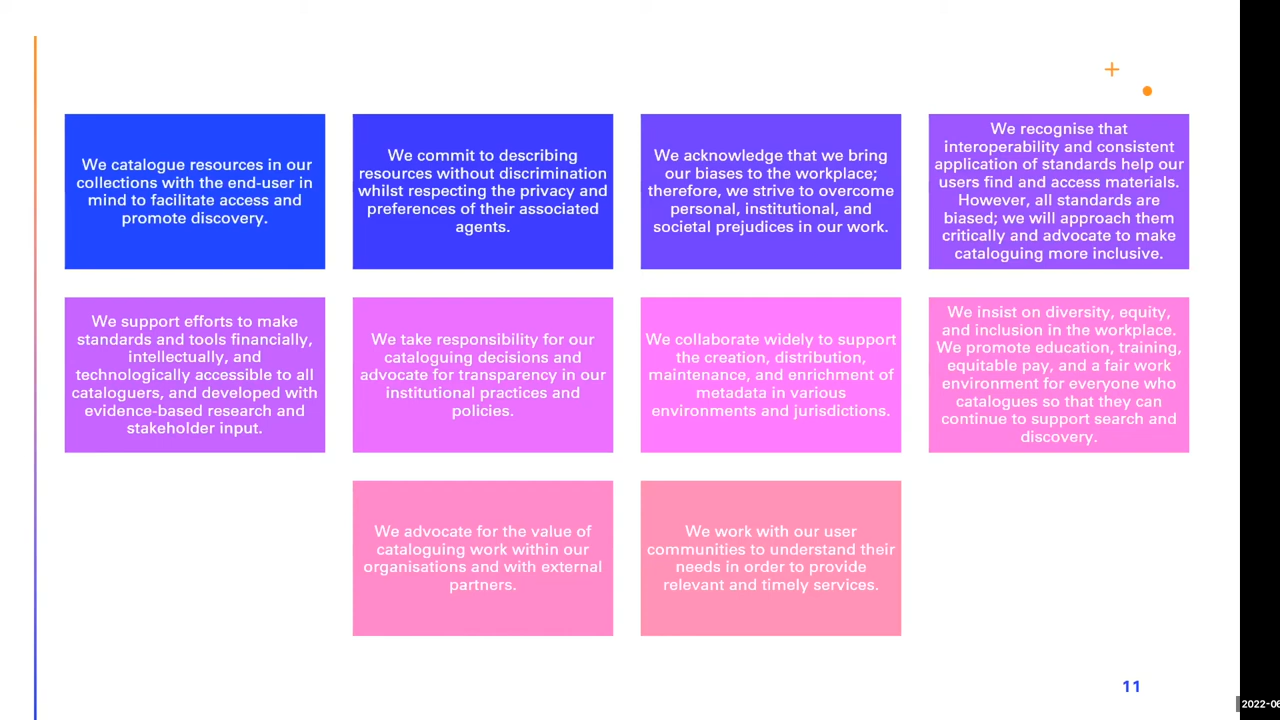 We catalogue resources in our
collections with the end-user in
mind to facilitate access and
promote discovery.
We commit to describing
resources without discrimination
whilst respecting the privacy and
preferences of their associated
agents.
We acknowledge that we bring
our biases to the workplace;
therefore, we strive to overcome
personal, institutional, and
societal prejudices in our work.
We recognise that
interoperability and consistent
application of standards help our
users find and access materials.
However, all standards are
biased; we will approach them
critically and advocate to make
cataloguing more inclusive.
We support efforts to make
standards and tools financially,
intellectually, and
technologically accessible to all
cataloguers, and developed with
evidence-based research and
stakeholder input.
We take responsibility for our
cataloguing decisions and
advocate for transparency in our
institutional practices and
policies.
We collaborate widely to support
the creation, distribution,
maintenance, and enrichment of
metadata in various
environments and jurisdictions.
We insist on diversity, equity,
and inclusion in the workplace.
We promote education, training,
equitable pay, and a fair work
environment for everyone who
catalogues so that they can
continue to support search and
discovery.
We advocate for the value of
cataloguing work within our
organisations and with external
partners.
We work with our user
communities to understand their
needs in order to provide
relevant and timely services.
11